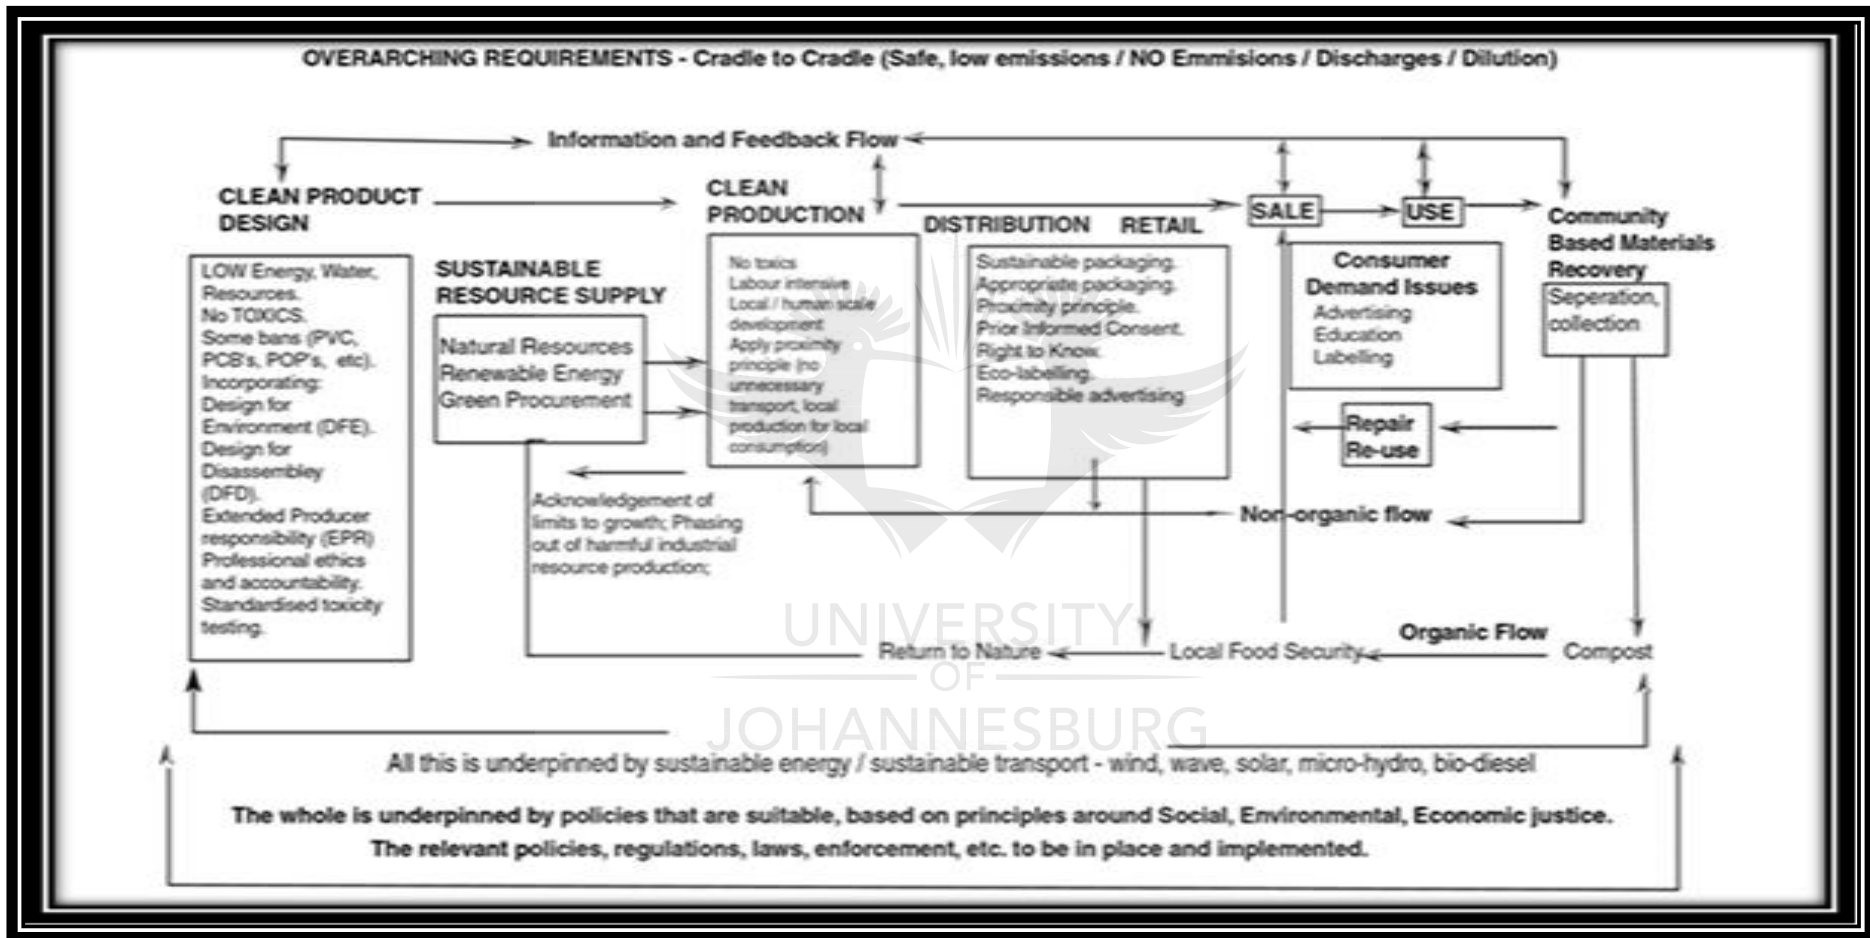 OVERARCHING REQUIREMENTS - Cradle to Cradle (Safe, low emissions / NO Emmisions / Discharges / Dilution)
Information and Feedback Flow
CLEAN PRODUCT
DESIGN
LOW Energy, Water,
Resources.
No TOXICS.
Some bans (PVC,
PCB's, POP's, etc).
Incorporating:
Design for
Environment (DFE).
Design for
Disassembley
(DFD).
Extended Producer
responsibility (EPR)
Professional ethics
and accountability.
Standardised toxicity
testing.
SUSTAINABLE
RESOURCE SUPPLY
Natural Resources
Renewable Energy
Green Procurement
Acknowledgement of
limits to growth; Phasing
out of harmful industrial
resource production;
CLEAN
PRODUCTION
No toxics
Labour intensive
Local / human scale
development
Apply proximity
principle (no
unnecessary
transport, local
production for local
consumption)
DISTRIBUTION RETAIL
Sustainable packaging.
Appropriate packaging.
Proximity principle.
Prior Informed Consent.
Right to Know.
Eco-labelling.
Responsible advertising
SALE
USE
Consumer
Demand Issues
Advertising
Education
Labelling
Community
Based Materials
Recovery
Seperation,
collection
Repair
Re-use
Non-organic flow
Organic Flow
Return to Nature
Local Food Security
Compost
UNIVERSITY
OF
JOHANNESBURG
All this is underpinned by sustainable energy / sustainable transport - wind, wave, solar, micro-hydro, bio-diesel
The whole is underpinned by policies that are suitable, based on principles around Social, Environmental, Economic justice.
The relevant policies, regulations, laws, enforcement, etc. to be in place and implemented.